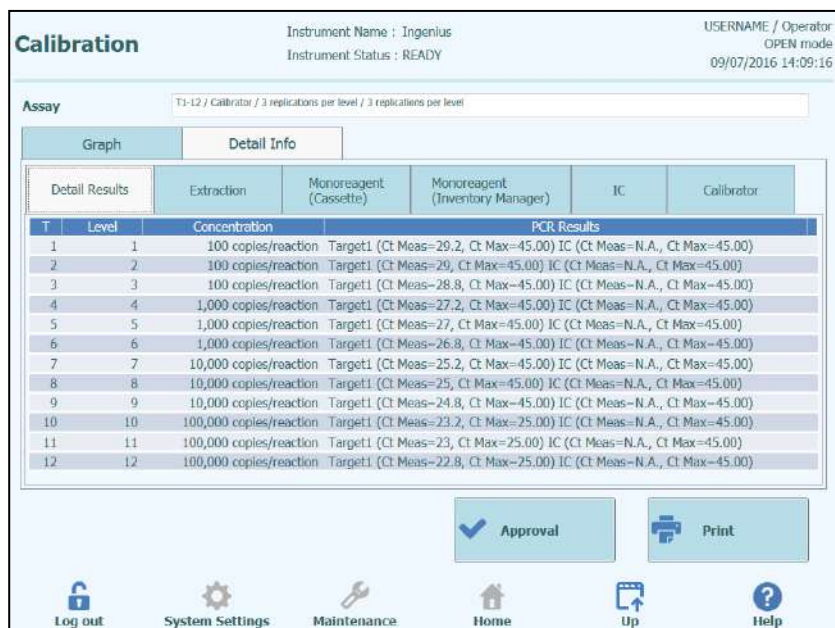 Calibration
Instrument Name : Ingenius
Instrument Status : READY
USERNAME / Operator
OPEN mode
09/07/2016 14:09:16
Assay
T1-12 / Calibrator / 3 replications per level / 3 replications per level
Graph Detail Info
Detail Results Extraction Monoreagent (Cassette) Monoreagent (Inventory Manager) IC Calibrator
T Level Concentration PCR Results
1 1 100 copies/reaction Target1 (Ct Meas=29.2, Ct Max=45.00) IC (Ct Meas=N.A., Ct Max=45.00)
2 2 100 copies/reaction Target1 (Ct Meas=29, Ct Max=45.00) IC (Ct Meas=N.A., Ct Max=45.00)
3 3 100 copies/reaction Target1 (Ct Meas=28.8, Ct Max=45.00) IC (Ct Meas=N.A., Ct Max=45.00)
4 4 1,000 copies/reaction Target1 (Ct Meas=27.2, Ct Max=45.00) IC (Ct Meas=N.A., Ct Max=45.00)
5 5 1,000 copies/reaction Target1 (Ct Meas=27, Ct Max=45.00) IC (Ct Meas=N.A., Ct Max=45.00)
6 6 1,000 copies/reaction Target1 (Ct Meas=26.8, Ct Max=45.00) IC (Ct Meas=N.A., Ct Max=45.00)
7 7 10,000 copies/reaction Target1 (Ct Meas=25.2, Ct Max=45.00) IC (Ct Meas=N.A., Ct Max=45.00)
8 8 10,000 copies/reaction Target1 (Ct Meas=25, Ct Max=45.00) IC (Ct Meas=N.A., Ct Max=45.00)
9 9 10,000 copies/reaction Target1 (Ct Meas=24.8, Ct Max=45.00) IC (Ct Meas=N.A., Ct Max=45.00)
10 10 100,000 copies/reaction Target1 (Ct Meas=23.2, Ct Max=25.00) IC (Ct Meas=N.A., Ct Max=45.00)
11 11 100,000 copies/reaction Target1 (Ct Meas=23, Ct Max=25.00) IC (Ct Meas=N.A., Ct Max=45.00)
12 12 100,000 copies/reaction Target1 (Ct Meas=22.8, Ct Max=25.00) IC (Ct Meas=N.A., Ct Max=45.00)
Approval Print
Log out System Settings Maintenance Home Up Help